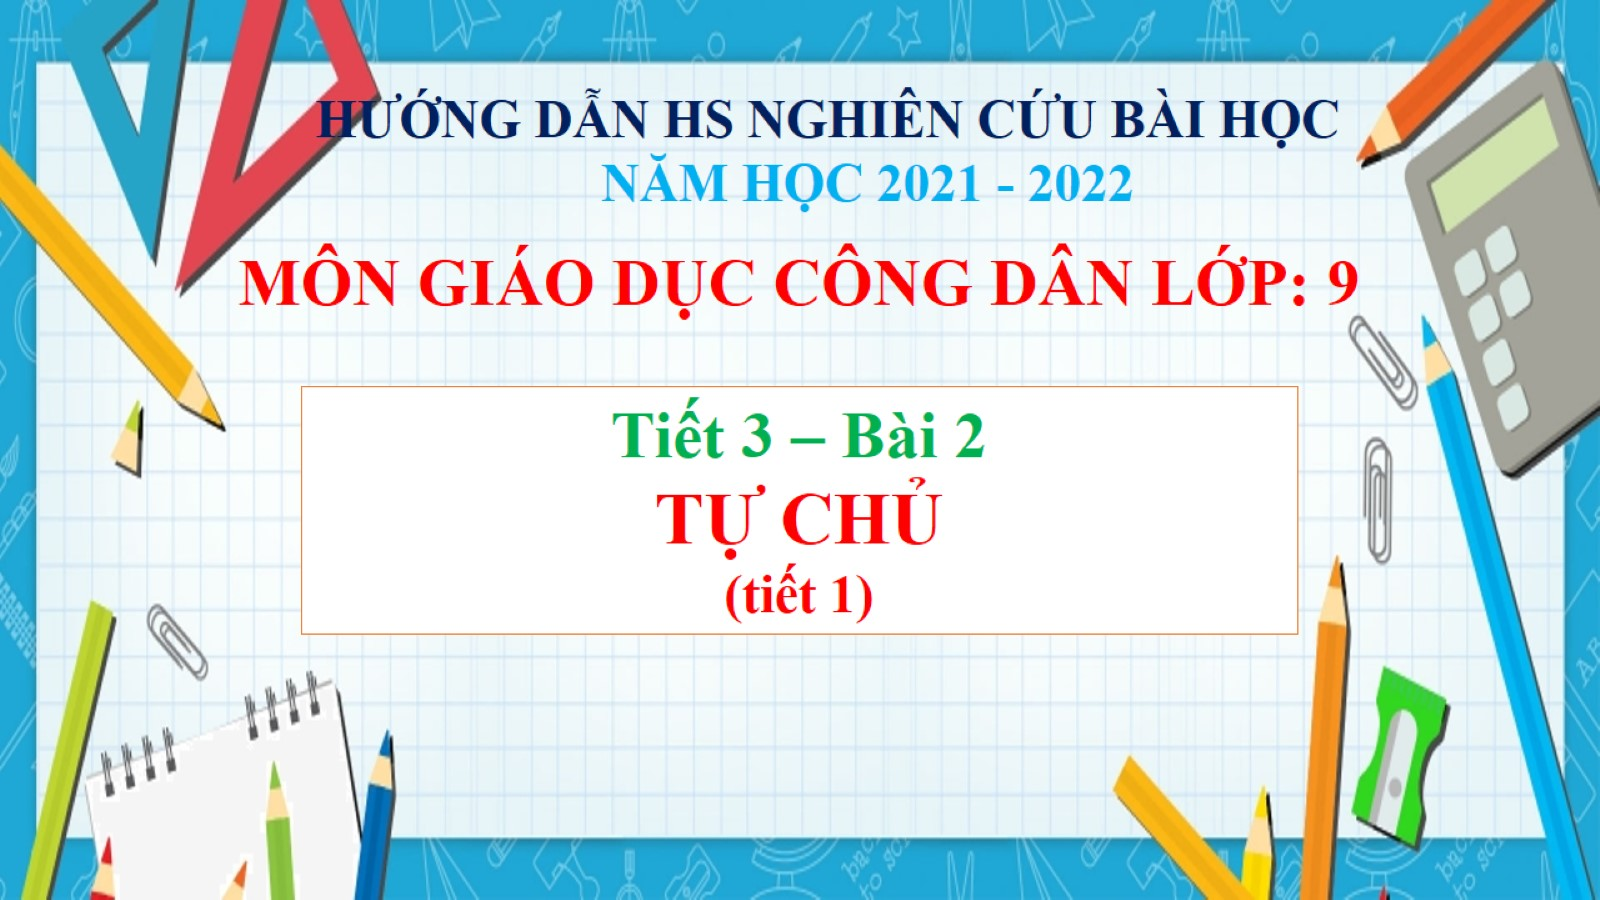 HƯỚNG DẪN HS NGHIÊN CỨU BÀI HỌC
NĂM HỌC 2021 - 2022
MÔN GIÁO DỤC CÔNG DÂN LỚP: 9
Tiết 3 – Bài 2
TỰ CHỦ
(tiết 1)